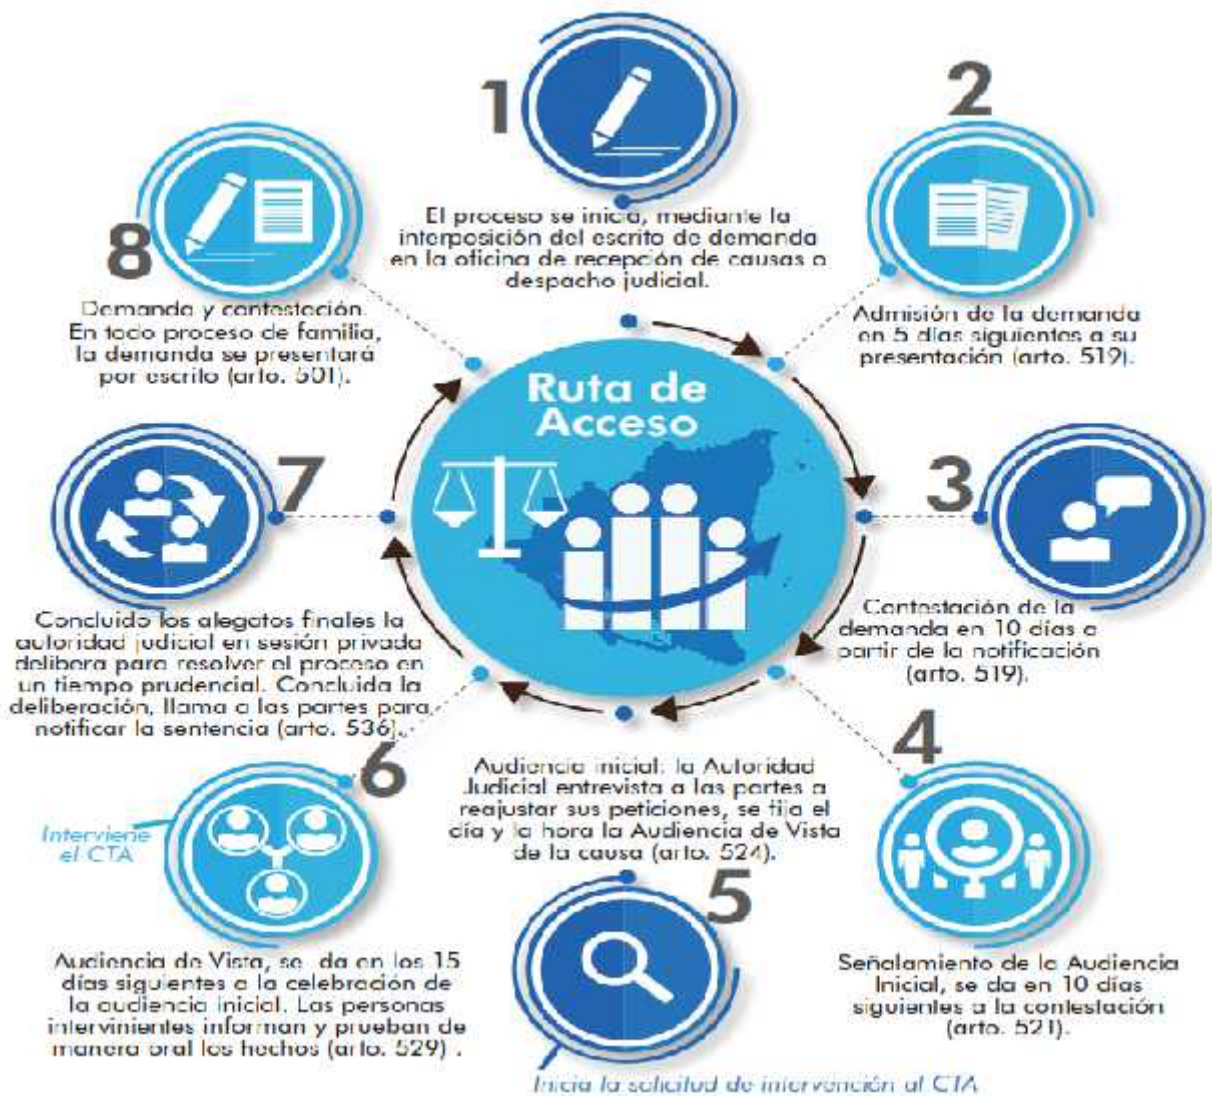 Ruta de
Acceso
1
El proceso se inicia, mediante la
interposición del escrito de demanda
en la oficina de recepción de causas o
despacho judicial.
2
Admisión de la demanda
en 5 días siguientes a su
presentación (arto. 519).
3
Contestación de la
demanda en 10 días a
partir de la notificación
(arto. 519).
4
Señalamiento de la Audiencia
Inicial, se da en 10 días
siguientes a la contestación
(arto. 521).
Audiencia inicial: la Autoridad
Judicial entrevista a las partes a
reajustar sus peticiones, se fija el
día y la hora la Audiencia de Vista
de la causa (arto. 524).
5
Inicia la solicitud de intervención al CTA
6
Interviene
el CTA
Audiencia de Vista, se da en los 15
días siguientes a la celebración de
la audiencia inicial. Las personas
intervinientes informan y prueban de
manera oral los hechos (arto. 529) .
7
Concluido los alegatos finales la
autoridad judicial en sesión privada
delibera para resolver el proceso en
un tiempo prudencial. Concluida la
deliberación, llama a las partes para
notificar la sentencia (arto. 536).
8
Demanda y contestación.
En todo proceso de familia,
la demanda se presentará
por escrito (arto. 501).